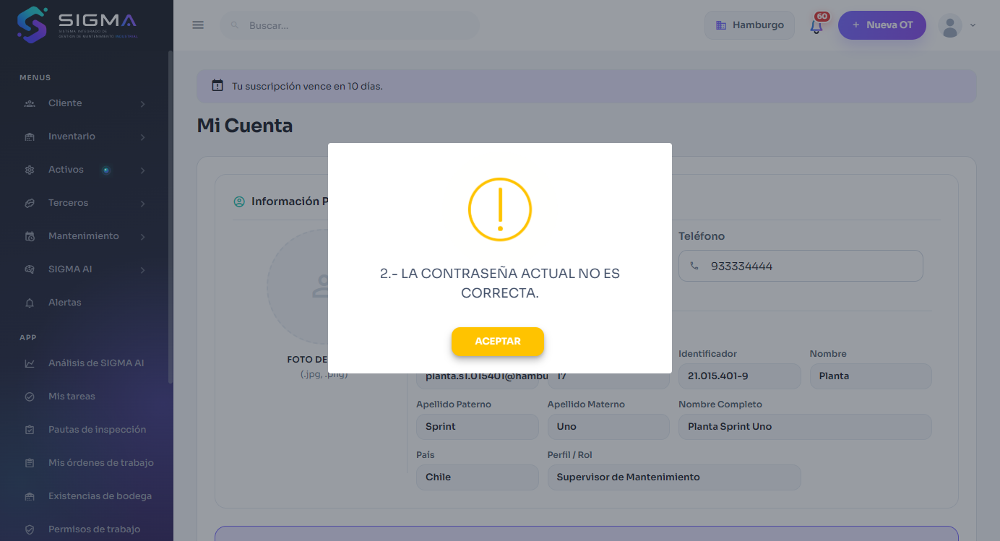 SIGMA
SISTEMA INTEGRADO DE
GESTIÓN DE MANTENIMIENTO INDUSTRIAL
Buscar...
Hamburgo
60
+ Nueva OT
MENUS
Cliente
Inventario
Activos
Terceros
Mantenimiento
SIGMA AI
Alertas
APP
Análisis de SIGMA AI
Mis tareas
Pautas de inspección
Mis órdenes de trabajo
Existencias de bodega
Permisos de trabajo
Tu suscripción vence en 10 días.
Mi Cuenta
Información P
2.- LA CONTRASEÑA ACTUAL NO ES
CORRECTA.
ACEPTAR
Teléfono
933334444
FOTO DE
(.jpg, .png)
Identificador
Nombre
planta.s1.015401@hambu
17
21.015.401-9
Planta
Apellido Paterno
Apellido Materno
Nombre Completo
Sprint
Uno
Planta Sprint Uno
País
Perfil / Rol
Chile
Supervisor de Mantenimiento